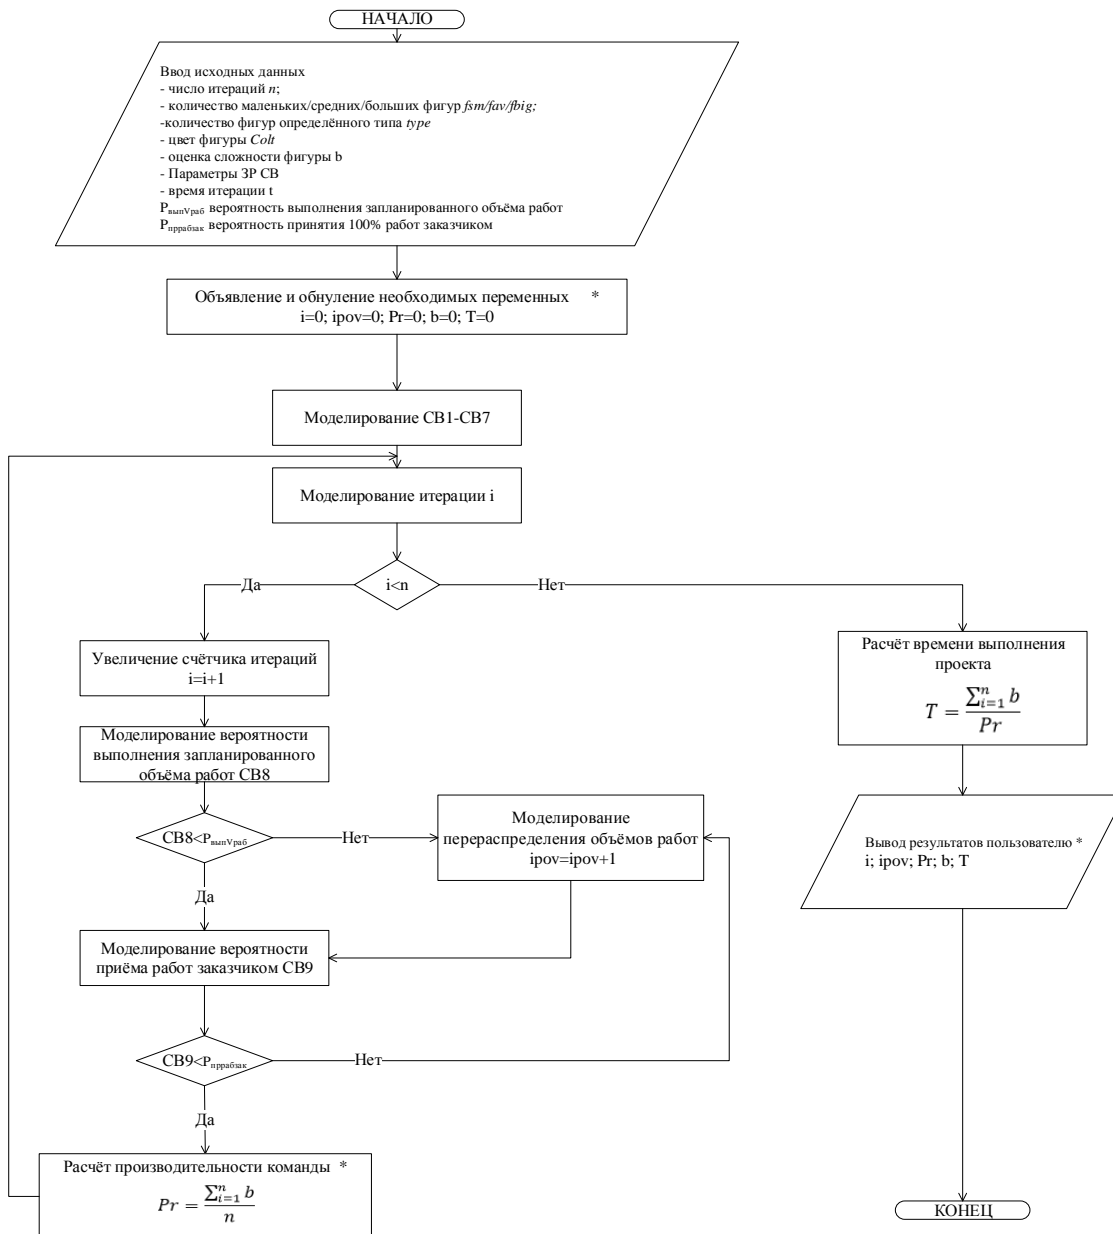 НАЧАЛО
Ввод исходных данных
- число итераций n;
- количество маленьких/средних/больших фигур fsm/fav/fbig;
-количество фигур определённого типа type
- цвет фигуры Colt
- оценка сложности фигуры b
- Параметры ЗР СВ
- время итерации t
PвыпVраб вероятность выполнения запланированного объёма работ
Pпррабзак вероятность принятия 100% работ заказчиком
Объявление и обнуление необходимых переменных *
i=0; ipov=0; Pr=0; b=0; T=0
Моделирование СВ1-СВ7
Моделирование итерации i
i<n
Да
Нет
Увеличение счётчика итераций
i=i+1
Расчёт времени выполнения
проекта
T = ∑ⁿᵢ₌₁ b / Pr
Моделирование вероятности
выполнения запланированного
объёма работ СВ8
СВ8<PвыпVраб
Нет
Моделирование
перераспределения объёмов работ
ipov=ipov+1
Вывод результатов пользователю *
i; ipov; Pr; b; T
Да
Моделирование вероятности
приёма работ заказчиком СВ9
СВ9<Pпррабзак
Нет
Да
Расчёт производительности команды *
Pr = ∑ⁿᵢ₌₁ b / n
КОНЕЦ